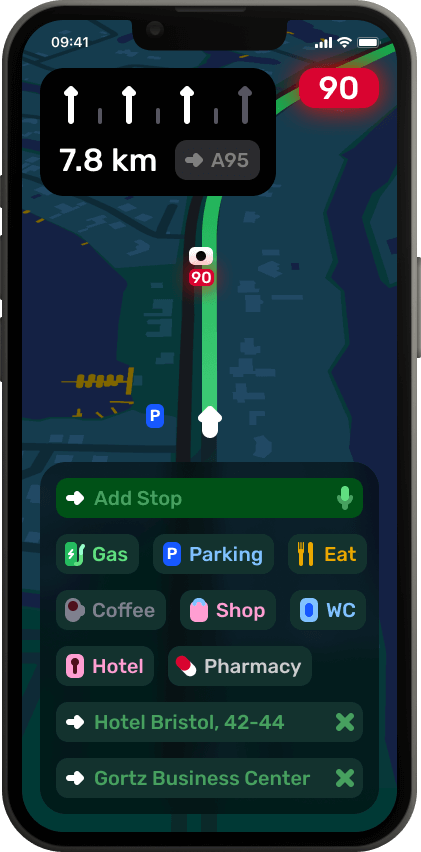 09:41
90
7.8 km
A95
90
P
Add Stop
Gas
P Parking
Eat
Coffee
Shop
WC
Hotel
Pharmacy
Hotel Bristol, 42-44
Gortz Business Center